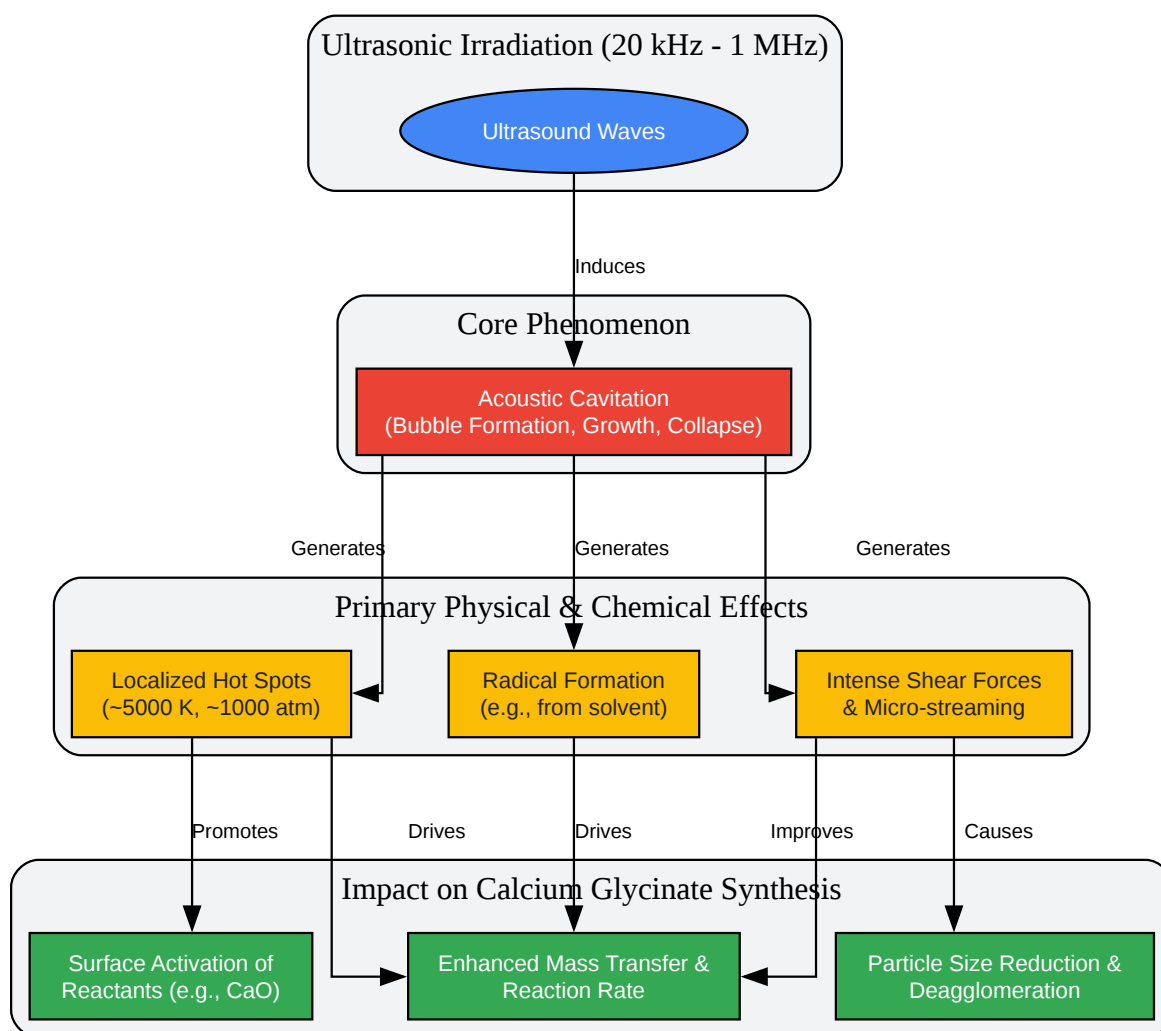 Ultrasonic Irradiation (20 kHz - 1 MHz)
Ultrasound Waves
Induces
Core Phenomenon
Acoustic Cavitation
(Bubble Formation, Growth, Collapse)
Generates
Generates
Generates
Primary Physical & Chemical Effects
Localized Hot Spots
(~5000 K, ~1000 atm)
Radical Formation
(e.g., from solvent)
Intense Shear Forces
& Micro-streaming
Promotes
Drives
Drives
Improves
Causes
Impact on Calcium Glycinate Synthesis
Surface Activation of
Reactants (e.g., CaO)
Enhanced Mass Transfer &
Reaction Rate
Particle Size Reduction &
Deagglomeration